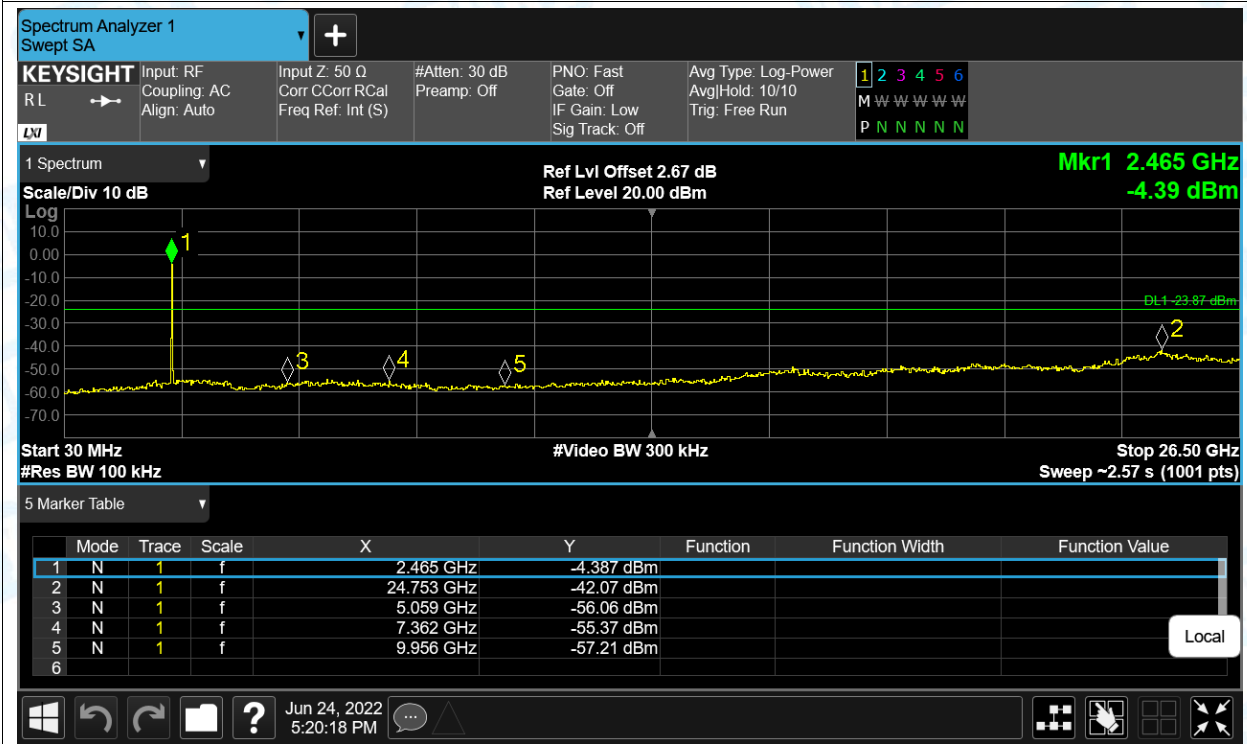 Spectrum Analyzer 1
Swept SA
KEYSIGHT
R L
LXI
Input: RF
Coupling: AC
Align: Auto
Input Z: 50 Ω
Corr CCorr RCal
Freq Ref: Int (S)
#Atten: 30 dB
Preamp: Off
PNO: Fast
Gate: Off
IF Gain: Low
Sig Track: Off
Avg Type: Log-Power
Avg|Hold: 10/10
Trig: Free Run
1 2 3 4 5 6
M W W W W W W
P N N N N N N
1 Spectrum
Scale/Div 10 dB
Ref Lvl Offset 2.67 dB
Ref Level 20.00 dBm
Mkr1 2.465 GHz
-4.39 dBm
Log
10.0
0.00
-10.0
-20.0
-30.0
-40.0
-50.0
-60.0
-70.0
1
DL1 -23.87 dBm
2
3
4
5
Start 30 MHz
#Res BW 100 kHz
#Video BW 300 kHz
Stop 26.50 GHz
Sweep ~2.57 s (1001 pts)
5 Marker Table
Mode Trace Scale X Y Function Function Width Function Value
1 N 1 f 2.465 GHz -4.387 dBm
2 N 1 f 24.753 GHz -42.07 dBm
3 N 1 f 5.059 GHz -56.06 dBm
4 N 1 f 7.362 GHz -55.37 dBm
5 N 1 f 9.956 GHz -57.21 dBm
6
Local
?
Jun 24, 2022
5:20:18 PM